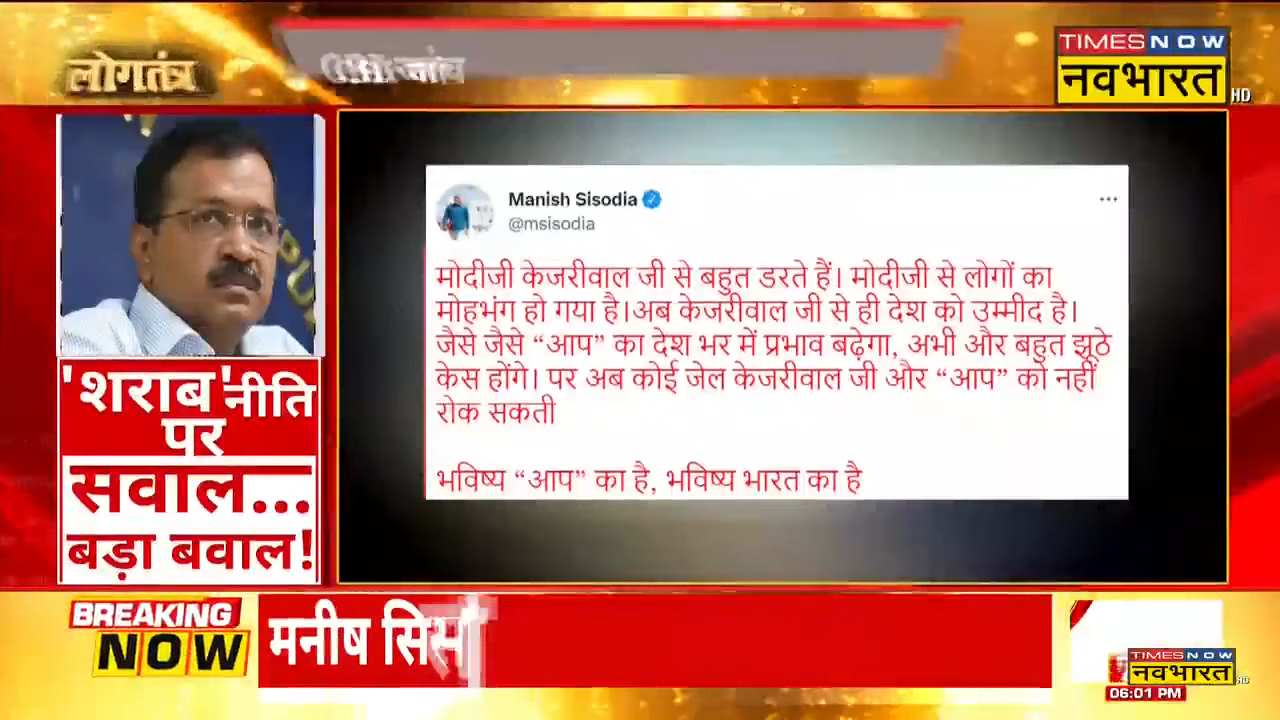 लोगतंत्र
TIMES NOW
नवभारत
HD
Manish Sisodia
@msisodia
मोदीजी केजरीवाल जी से बहुत डरते हैं। मोदीजी से लोगों का
मोहभंग हो गया है।अब केजरीवाल जी से ही देश को उम्मीद है।
जैसे जैसे “आप” का देश भर में प्रभाव बढ़ेगा, अभी और बहुत झूठे
केस होंगे। पर अब कोई जेल केजरीवाल जी और “आप” को नहीं
रोक सकती
भविष्य “आप” का है, भविष्य भारत का है
'शराब' नीति
पर
सवाल...
बड़ा बवाल!
BREAKING
NOW
मनीष
TIMES NOW
नवभारत
HD
06:01 PM